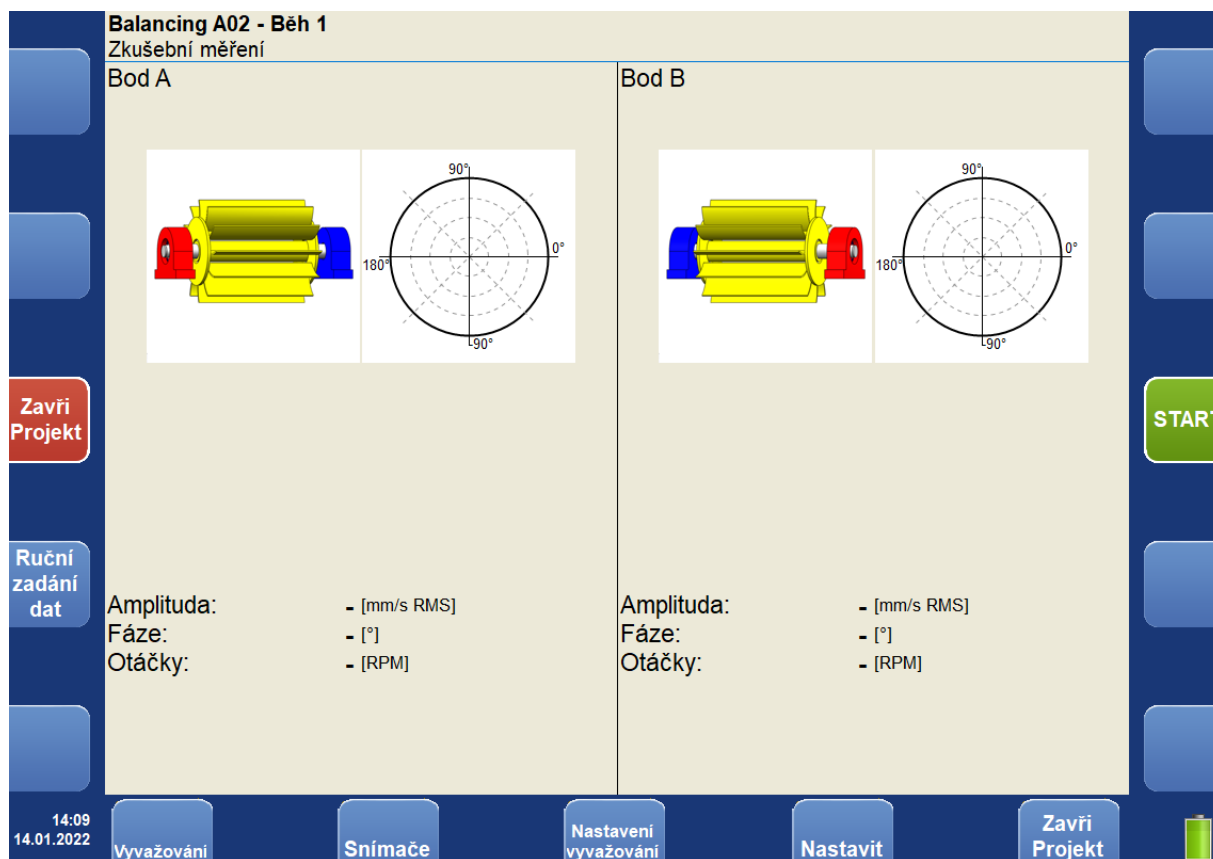 Balancing A02 - Běh 1
Zkušební měření
Bod A
Bod B
90°
0°
180°
-90°
90°
0°
180°
-90°
Zavři
Projekt
START
Ruční
zadání
dat
Amplituda: - [mm/s RMS]
Fáze: - [°]
Otáčky: - [RPM]
Amplituda: - [mm/s RMS]
Fáze: - [°]
Otáčky: - [RPM]
14:09
14.01.2022
Vyvažování
Snímače
Nastavení
vyvažování
Nastavit
Zavři
Projekt